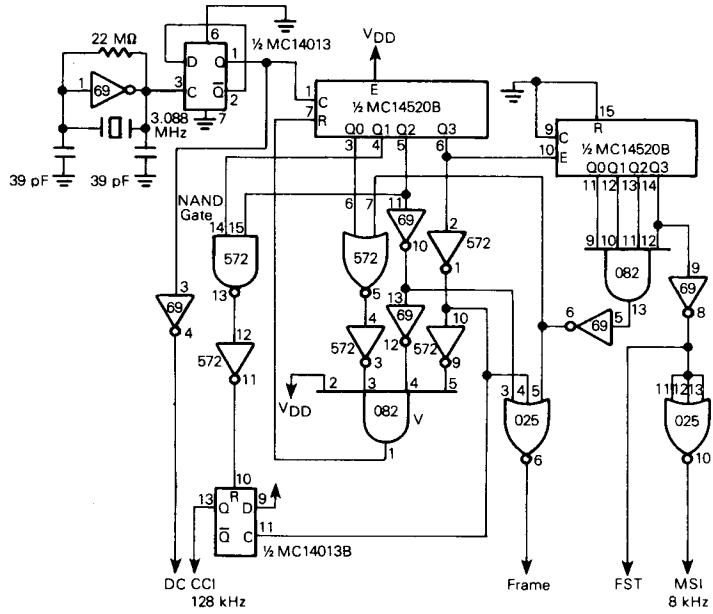 22 MΩ
1
69
3
3.088
MHz
39 pF
39 pF
6
D
Q
C
Q̅
1
2
7
½ MC14013
VDD
E
1
C
7
R
½ MC14520B
Q0 Q1 Q2 Q3
3 4 5 6
15
R
9
C
10
E
½ MC14520B
Q0 Q1 Q2 Q3
11 12 13 14
NAND
Gate
14 15
572
13
12
572
11
3
69
4
6 7
572
5
4
572
3
11
69
10
13
69
12
2
572
1
10
572
9
VDD
2 3 4 5
082
V
1
9 10 11 12
082
13
5
69
6
9
69
8
3 4 5
025
6
11 12 13
025
10
10
13
Q
R
D
9
Q̅
C
11
½ MC14013B
DC CCI
128 kHz
Frame
FST
MSI
8 kHz